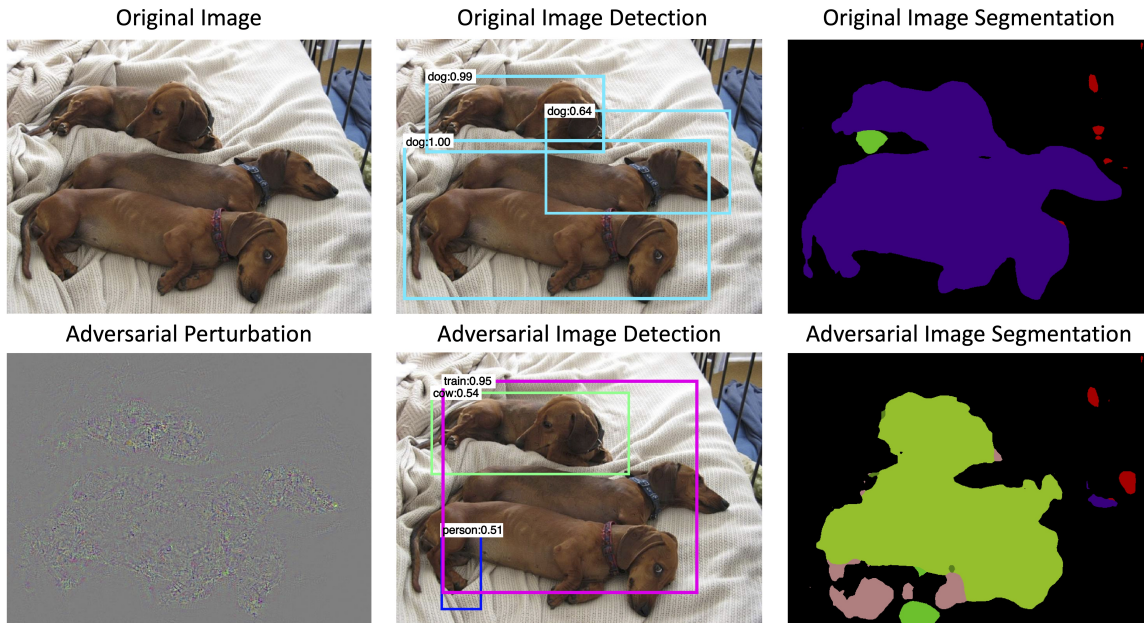 Original Image
Original Image Detection
Original Image Segmentation
dog:0.99
dog:0.64
dog:1.00
Adversarial Perturbation
Adversarial Image Detection
Adversarial Image Segmentation
train:0.95
cow:0.54
person:0.51